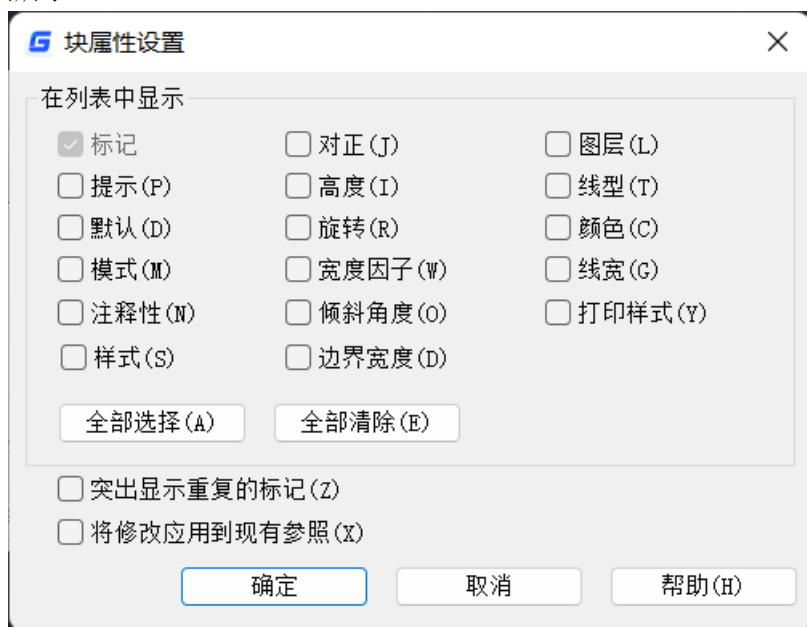 块属性设置
在列表中显示
标记 对正(J) 图层(L)
提示(P) 高度(I) 线型(T)
默认(D) 旋转(R) 颜色(C)
模式(M) 宽度因子(W) 线宽(G)
注释性(N) 倾斜角度(O) 打印样式(Y)
样式(S) 边界宽度(D)
全部选择(A) 全部清除(E)
突出显示重复的标记(Z)
将修改应用到现有参照(X)
确定 取消 帮助(H)